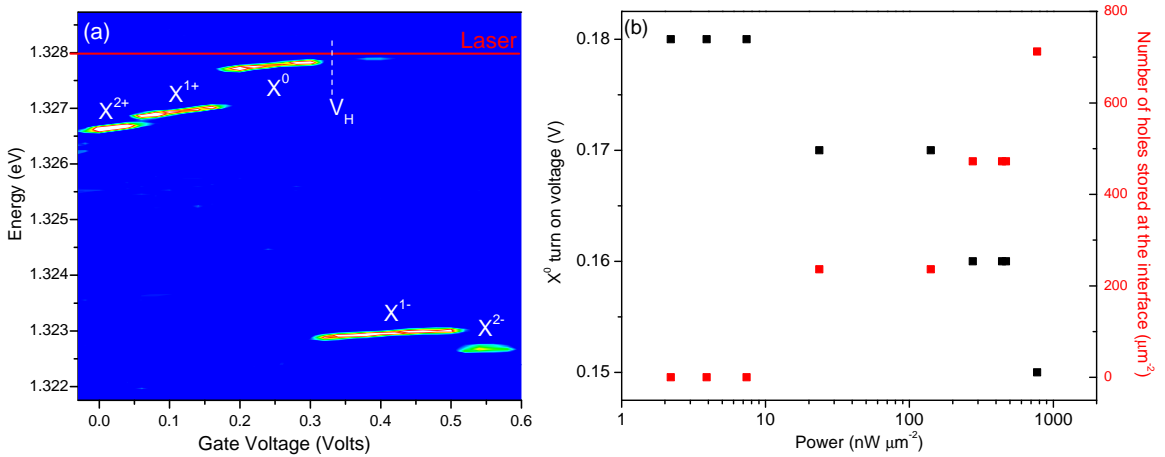 (a)
Laser
X²⁺
X¹⁺
X⁰
V_H
X¹⁻
X²⁻
1.328
1.327
1.326
1.325
1.324
1.323
1.322
Energy (eV)
0.0 0.1 0.2 0.3 0.4 0.5 0.6
Gate Voltage (Volts)
(b)
0.18
0.17
0.16
0.15
X⁰ turn on voltage (V)
1 10 100 1000
Power (nW μm⁻²)
800
600
400
200
0
Number of holes stored at the interface (μm⁻²)